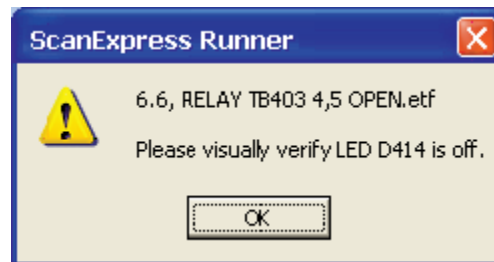 ScanExpress Runner
6.6, RELAY TB403 4,5 OPEN.etf
Please visually verify LED D414 is off.
OK